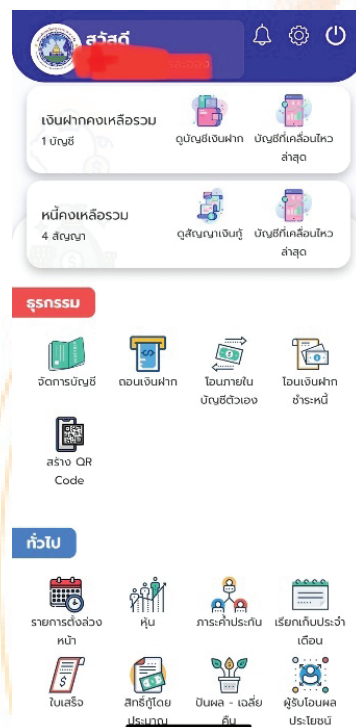 สวัสดี
เงินฝากคงเหลือรวม
1 บัญชี
ดูบัญชีเงินฝาก
บัญชีที่เคลื่อนไหว
ล่าสุด
หนี้คงเหลือรวม
4 สัญญา
ดูสัญญาเงินกู้
บัญชีที่เคลื่อนไหว
ล่าสุด
ธุรกรรม
จัดการบัญชี
ถอนเงินฝาก
โอนภายใน
บัญชีตัวเอง
โอนเงินฝาก
ชำระหนี้
สร้าง QR
Code
ทั่วไป
รายการตั้งล่วง
หน้า
หุ้น
ภาระค้ำประกัน
เรียกเก็บประจำ
เดือน
ใบเสร็จ
สิทธิ์กู้โดย
ประมาณ
ปันผล - เฉลี่ย
คืน
ผู้รับโอนผล
ประโยชน์